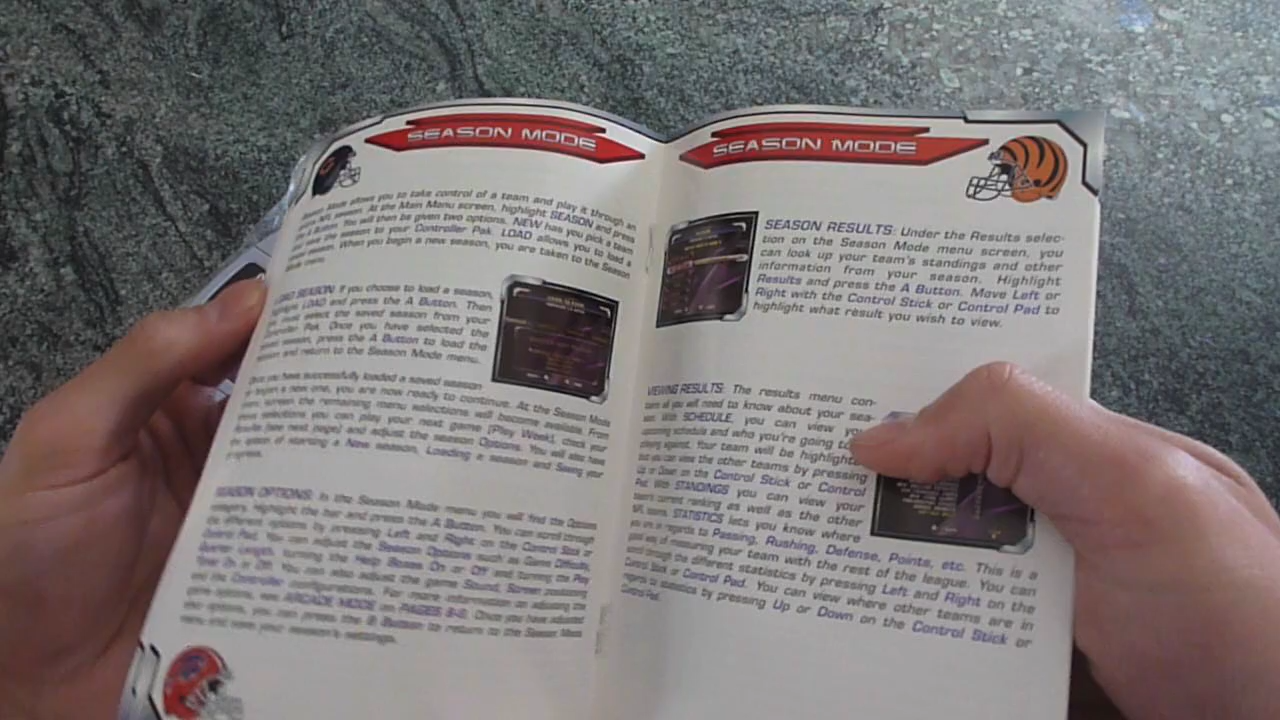 SEASON MODE
Season Mode allows you to take control of a team and play it through an
NFL season. At the Main Menu screen, highlight SEASON and press
A Button. You will then be given two options. NEW has you pick a team
save the season to your Controller Pak. LOAD allows you to load a
When you begin a new season, you are taken to the Season
menu.
LOAD SEASON: If you choose to load a season,
LOAD and press the A Button. Then
select the saved season from your
Controller Pak. Once you have selected the
season, press the A Button to load the
season and return to the Season Mode menu.
Once you have successfully loaded a saved season
begin a new one, you are now ready to continue. At the Season Mode
screen the remaining menu selections will become available. From
selections you can play your next game (Play Week), check your
Results (see next page) and adjust the season Options. You will also have
the option of starting a New season, Loading a season and Saving your
progress.
SEASON OPTIONS: In the Season Mode menu you will find the Options
category. Highlight the bar and press the A Button. You can scroll through
the different options by pressing Left and Right on the Control Stick or
Control Pad. You can adjust the Season Options such as Game Difficulty,
Quarter Length, turning the Help Boxes On or Off and turning the Play
Timer On or Off. You can also adjust the game Sound, Screen positioning
and the Controller. For more information on adjusting the
game options see ARCADE MODE on PAGES 8-9. Once you have adjusted
the options, you can press the B Button to return to the Season Mode
menu and save your season's settings.
SEASON MODE
SEASON RESULTS: Under the Results selec-
tion on the Season Mode menu screen, you
can look up your team's standings and other
information from your season. Highlight
Results and press the A Button. Move Left or
Right with the Control Stick or Control Pad to
highlight what result you wish to view.
VIEWING RESULTS: The results menu con-
tains all you will need to know about your sea-
son. With SCHEDULE, you can view your
upcoming schedule and who you're going to
playing against. Your team will be highlighted
but you can view the other teams by pressing
Up or Down on the Control Stick or Control
Pad. With STANDINGS you can view your
team's current ranking as well as the other
NFL teams. STATISTICS lets you know where
you are in regards to Passing, Rushing, Defense, Points, etc. This is a
good way of measuring your team with the rest of the league. You can
scroll through the different statistics by pressing Left and Right on the
Control Stick or Control Pad. You can view where other teams are in
regards to statistics by pressing Up or Down on the Control Stick or
Control Pad.